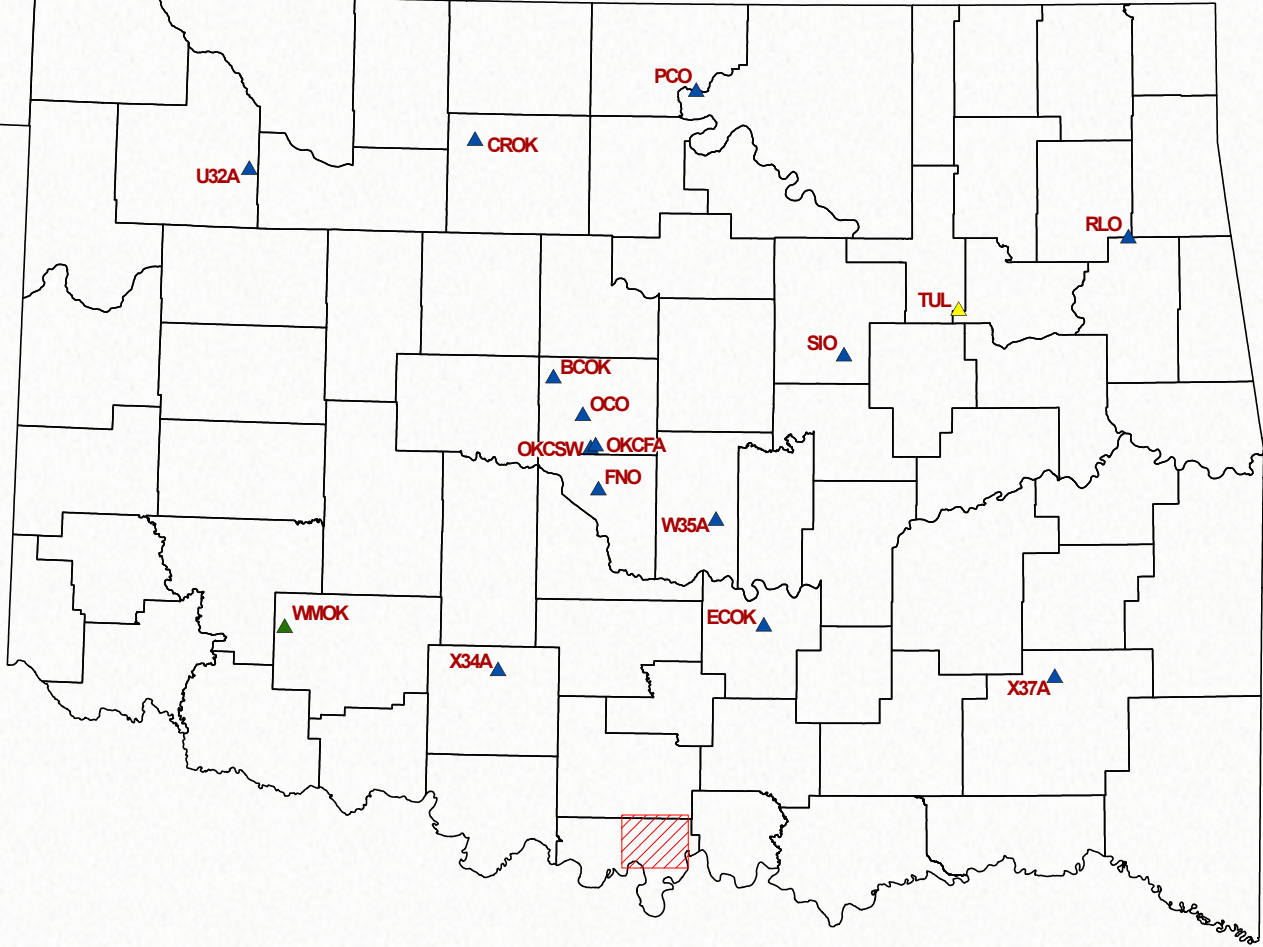 PCO
CROK
U32A
RLO
TUL
SIO
BCOK
OCO
OKCSW
OKCFA
FNO
W35A
WMOK
ECOK
X34A
X37A